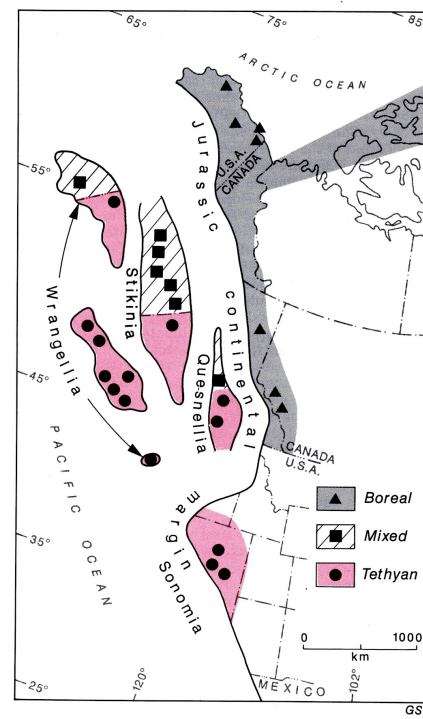 65°
75°
85
ARCTIC OCEAN
Jurassic continental margin
U.S.A.
CANADA
55°
Wrangellia
Stikinia
Quesnellia
45°
PACIFIC OCEAN
CANADA
U.S.A.
Boreal
Mixed
Tethyan
35°
Sonomia
0 1000
km
MEXICO
25°
120°
102°
GS